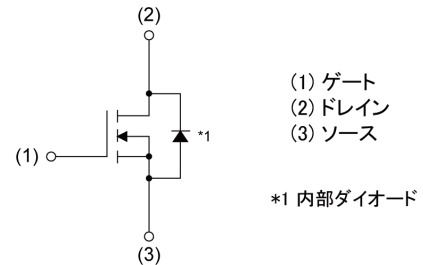 (2)
(1)
*1
(3)
(1) ゲート
(2) ドレイン
(3) ソース
*1 内部ダイオード